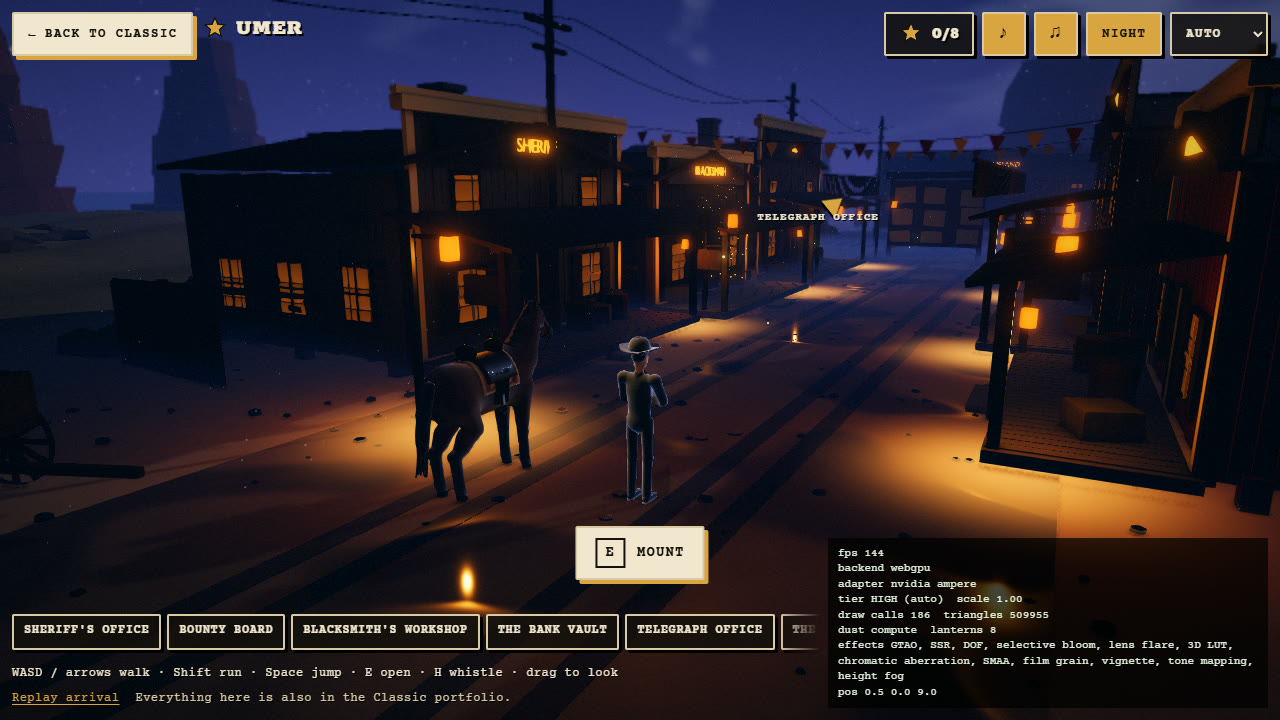 ← BACK TO CLASSIC
UMER
0/8
NIGHT
AUTO
TELEGRAPH OFFICE
E MOUNT
SHERIFF'S OFFICE
BOUNTY BOARD
BLACKSMITH'S WORKSHOP
THE BANK VAULT
TELEGRAPH OFFICE
THE
WASD / arrows walk · Shift run · Space jump · E open · H whistle · drag to look
Replay arrival Everything here is also in the Classic portfolio.
fps 144
backend webgpu
adapter nvidia ampere
tier HIGH (auto) scale 1.00
draw calls 186 triangles 509955
dust compute lanterns 8
effects GTAO, SSR, DOF, selective bloom, lens flare, 3D LUT,
chromatic aberration, SMAA, film grain, vignette, tone mapping,
height fog
pos 0.5 0.0 9.0